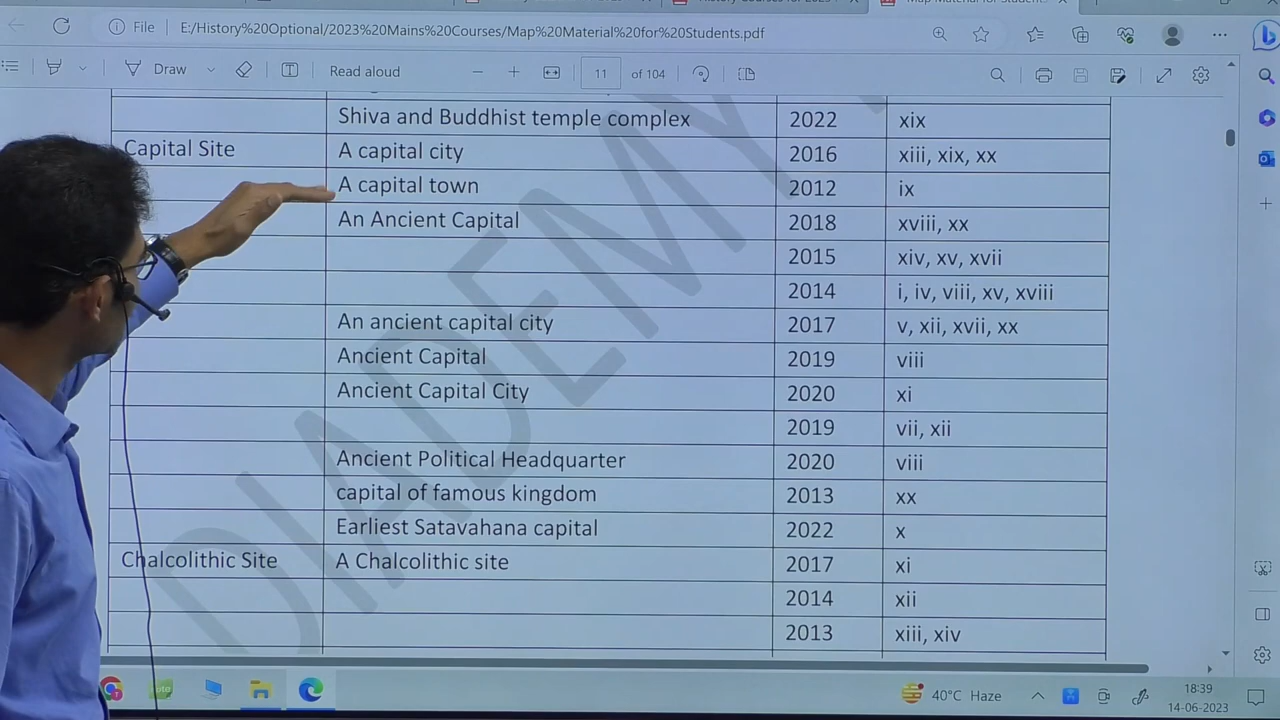 File E:/History%20Optional/2023%20Mains%20Courses/Map%20Material%20for%20Students.pdf
Draw Read aloud 11 of 104
Shiva and Buddhist temple complex 2022 xix
Capital Site A capital city 2016 xiii, xix, xx
A capital town 2012 ix
An Ancient Capital 2018 xviii, xx
2015 xiv, xv, xvii
2014 i, iv, viii, xv, xviii
An ancient capital city 2017 v, xii, xvii, xx
Ancient Capital 2019 viii
Ancient Capital City 2020 xi
2019 vii, xii
Ancient Political Headquarter 2020 viii
capital of famous kingdom 2013 xx
Earliest Satavahana capital 2022 x
Chalcolithic Site A Chalcolithic site 2017 xi
2014 xii
2013 xiii, xiv
DIADEMY
40°C Haze 18:39
14-06-2023